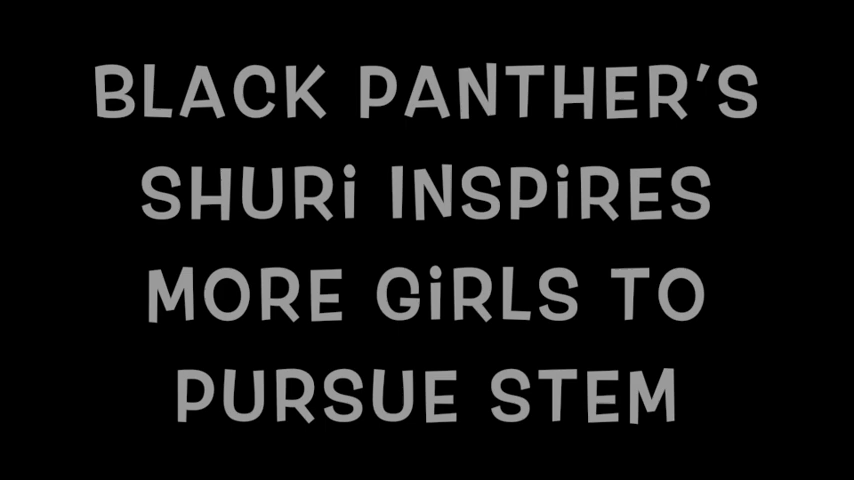 BLACK PANTHER'S
SHURi INSPiRES
MORE GiRLS TO
PURSUE STEM